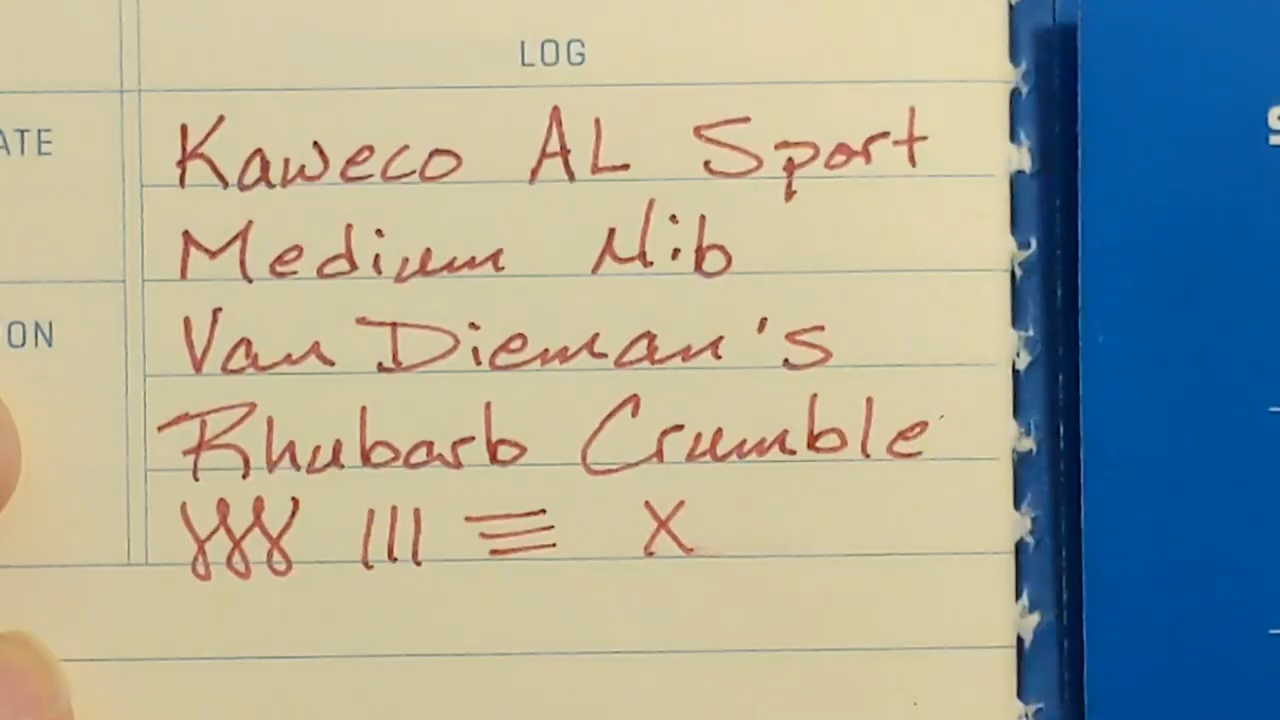 LOG
ATE
Kaweco AL Sport
Medium Nib
Van Dieman's
ON
Rhubarb Crumble
||| ≡ X